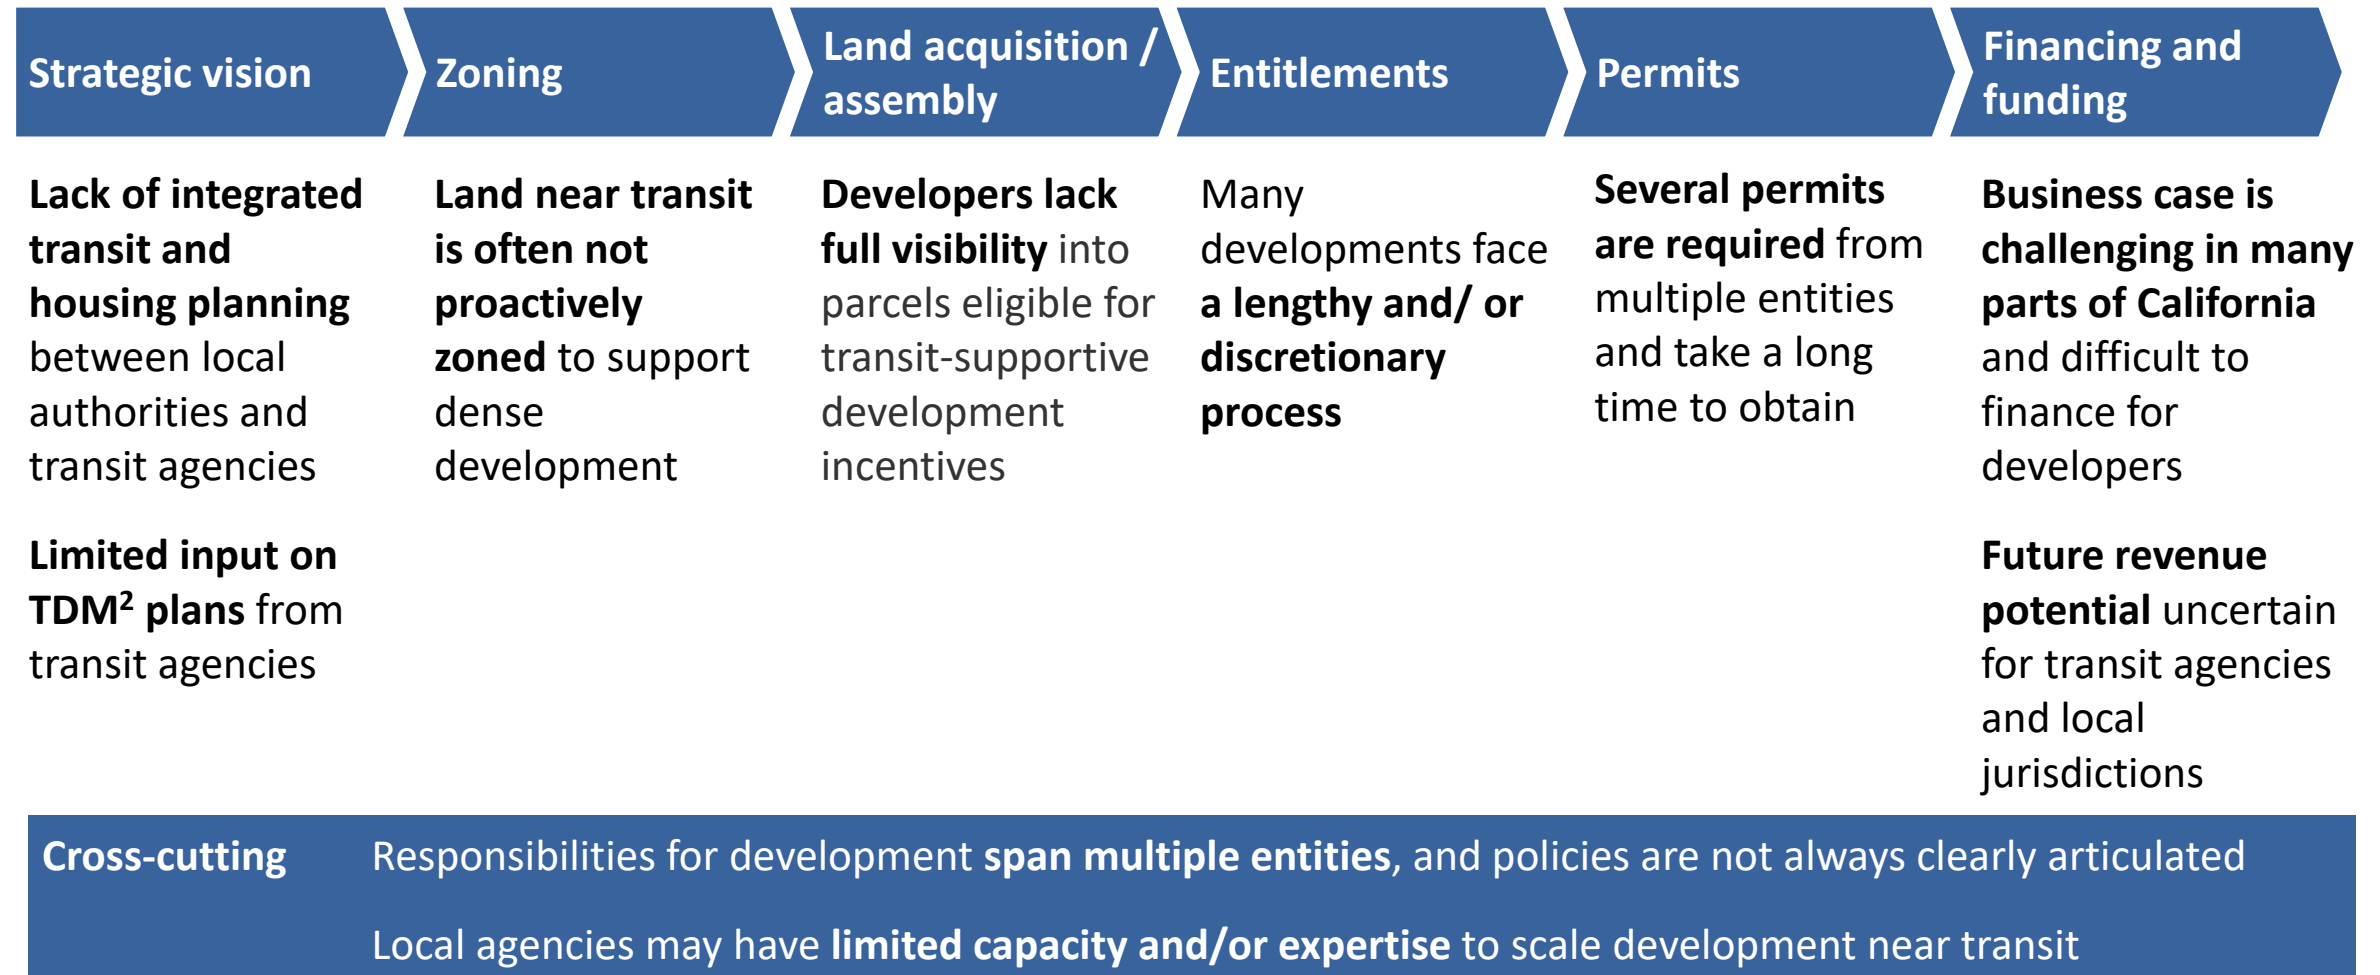 Strategic vision
Zoning
Land acquisition /
assembly
Entitlements
Permits
Financing and
funding
Lack of integrated
transit and
housing planning
between local
authorities and
transit agencies
Limited input on
TDM² plans from
transit agencies
Land near transit
is often not
proactively
zoned to support
dense
development
Developers lack
full visibility into
parcels eligible for
transit-supportive
development
incentives
Many
developments face
a lengthy and/ or
discretionary
process
Several permits
are required from
multiple entities
and take a long
time to obtain
Business case is
challenging in many
parts of California
and difficult to
finance for
developers
Future revenue
potential uncertain
for transit agencies
and local
jurisdictions
Cross-cutting
Responsibilities for development span multiple entities, and policies are not always clearly articulated
Local agencies may have limited capacity and/or expertise to scale development near transit